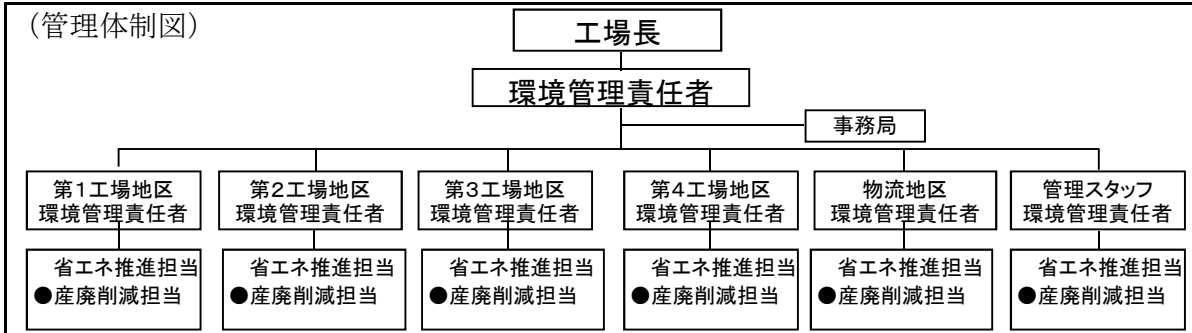 （管理体制図）
工場長
環境管理責任者
事務局
第1工場地区
環境管理責任者
第2工場地区
環境管理責任者
第3工場地区
環境管理責任者
第4工場地区
環境管理責任者
物流地区
環境管理責任者
管理スタッフ
環境管理責任者
省エネ推進担当
●産廃削減担当
省エネ推進担当
●産廃削減担当
省エネ推進担当
●産廃削減担当
省エネ推進担当
●産廃削減担当
省エネ推進担当
●産廃削減担当
省エネ推進担当
●産廃削減担当